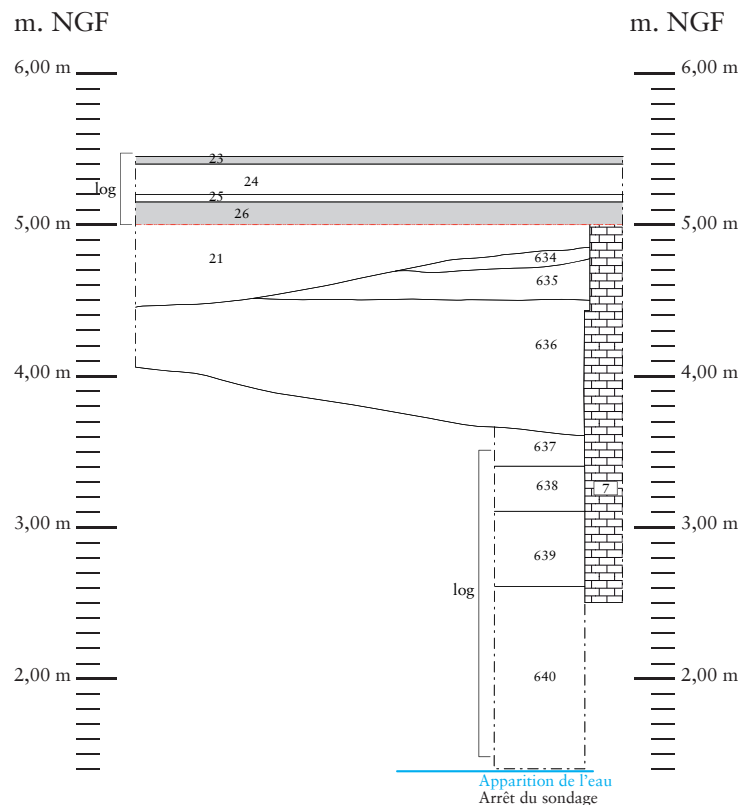 m. NGF m. NGF
6,00 m 6,00 m
23
log 24
25
26
5,00 m 5,00 m
21 634
635
636
4,00 m 4,00 m
637
638 7
3,00 m 3,00 m
639
log
2,00 m 640 2,00 m
Apparition de l'eau
Arrêt du sondage